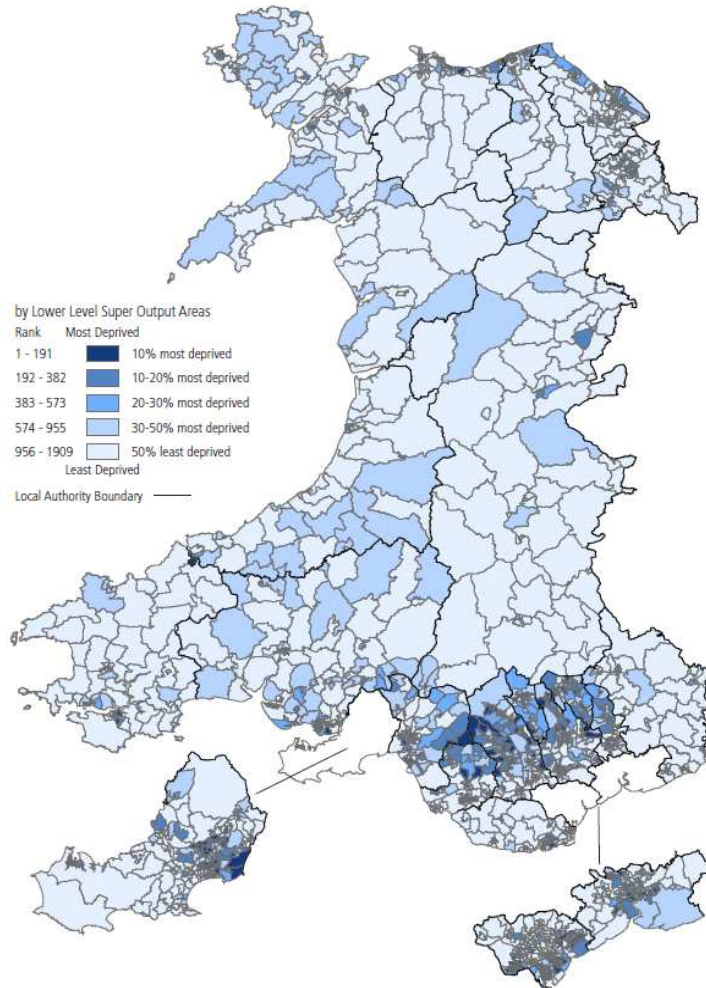 by Lower Level Super Output Areas
Rank Most Deprived
1 - 191 10% most deprived
192 - 382 10-20% most deprived
383 - 573 20-30% most deprived
574 - 955 30-50% most deprived
956 - 1909 50% least deprived
Least Deprived
Local Authority Boundary